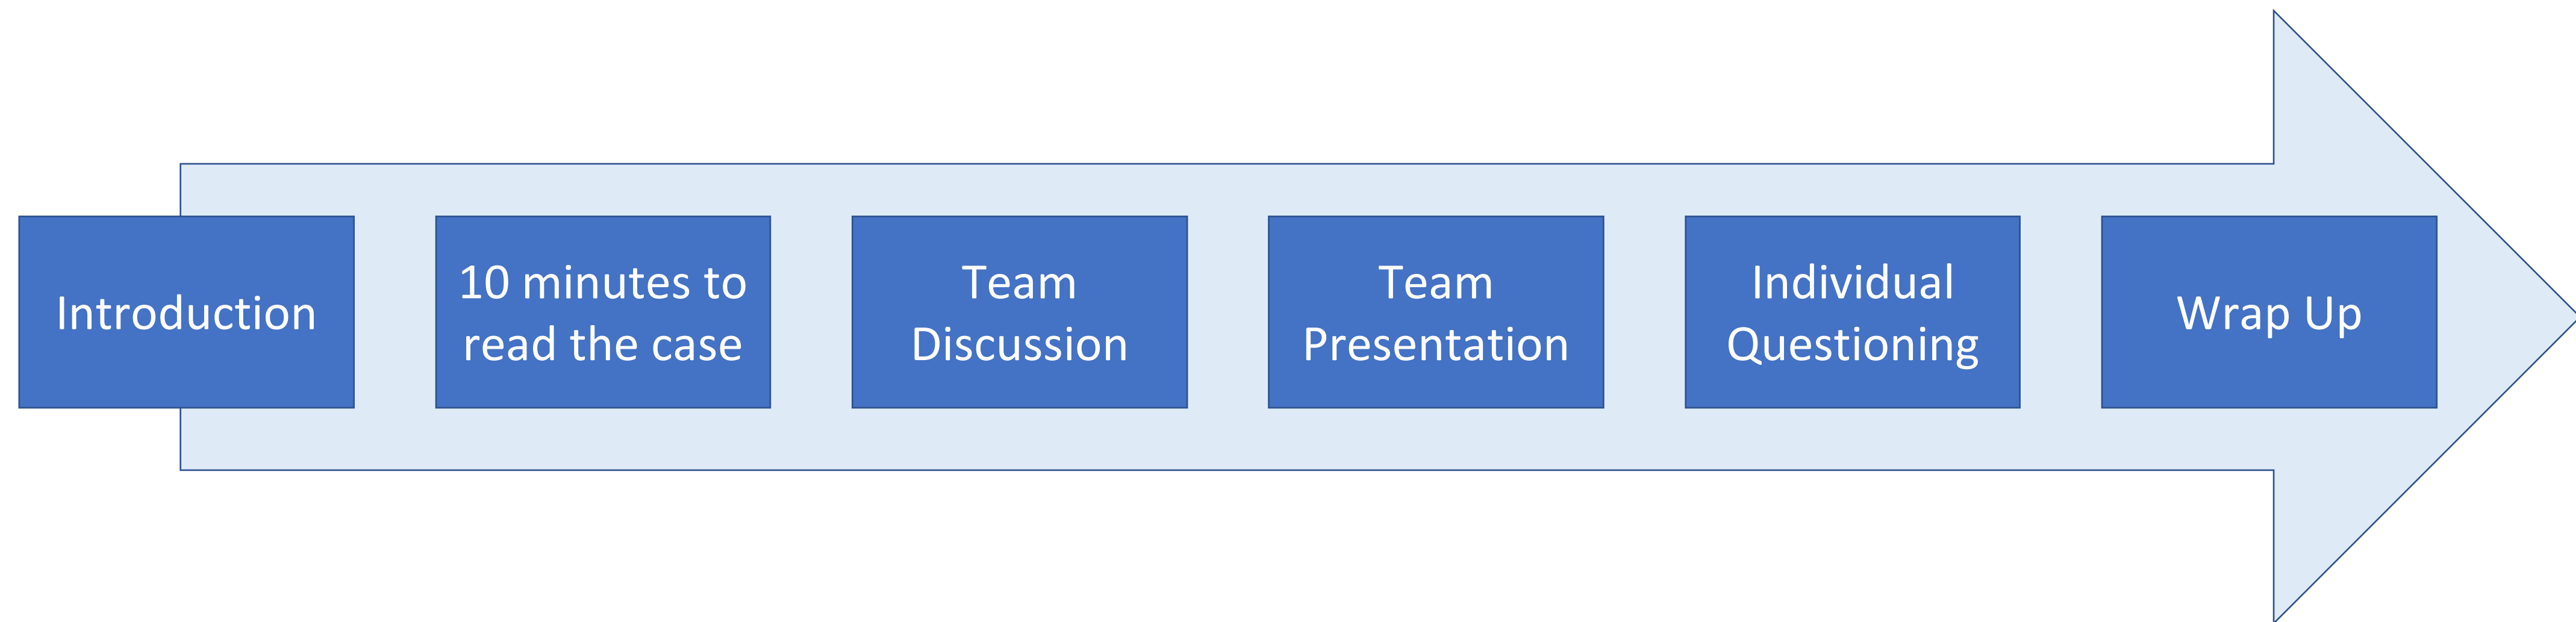 Introduction
10 minutes to
read the case
Team
Discussion
Team
Presentation
Individual
Questioning
Wrap Up